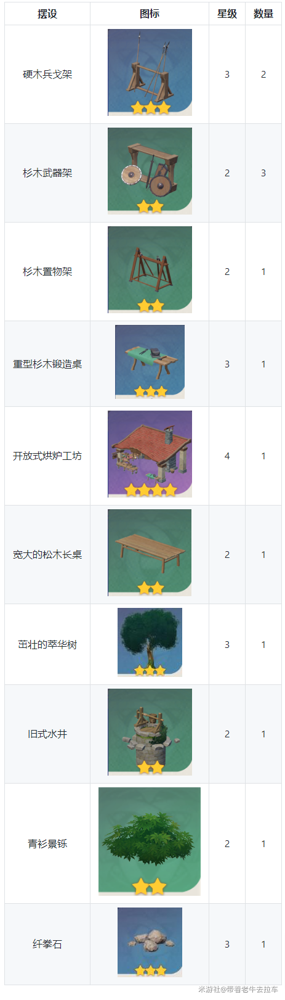 摆设 图标 星级 数量
硬木兵戈架 3 2
杉木武器架 2 3
杉木置物架 2 1
重型杉木锻造桌 3 1
开放式烘炉工坊 4 1
宽大的松木长桌 2 1
茁壮的萃华树 3 1
旧式水井 2 1
青衫景铄 2 1
纤拳石 3 1
米游社@带着老牛去拉车